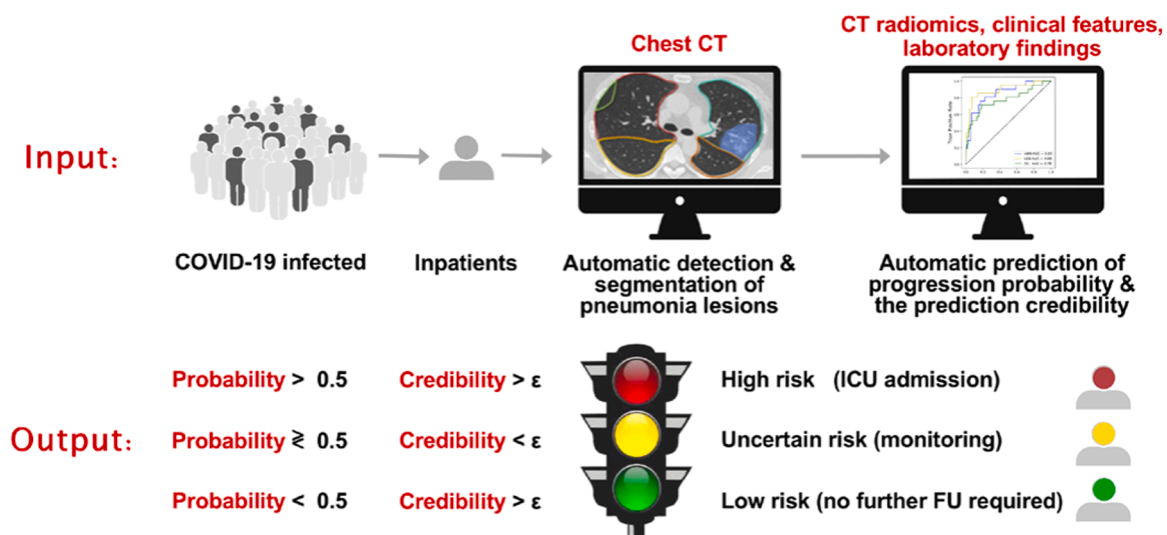 Chest CT
CT radiomics, clinical features,
laboratory findings
Input:
COVID-19 infected
Inpatients
Automatic detection &
segmentation of
pneumonia lesions
Automatic prediction of
progression probability &
the prediction credibility
Output:
Probability > 0.5 Credibility > ε High risk (ICU admission)
Probability ≷ 0.5 Credibility < ε Uncertain risk (monitoring)
Probability < 0.5 Credibility > ε Low risk (no further FU required)